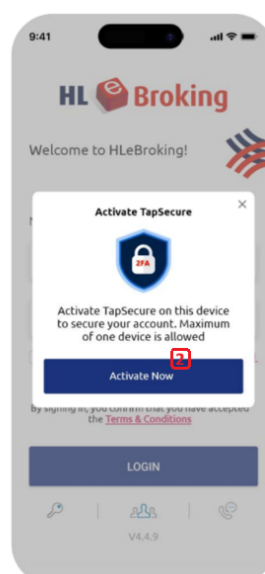 9:41
HL e Broking
Welcome to HLeBroking!
Activate TapSecure
2FA
Activate TapSecure on this device
to secure your account. Maximum
of one device is allowed
2
Activate Now
By signing in, you confirm that you have accepted
the Terms & Conditions
LOGIN
V4.4.9